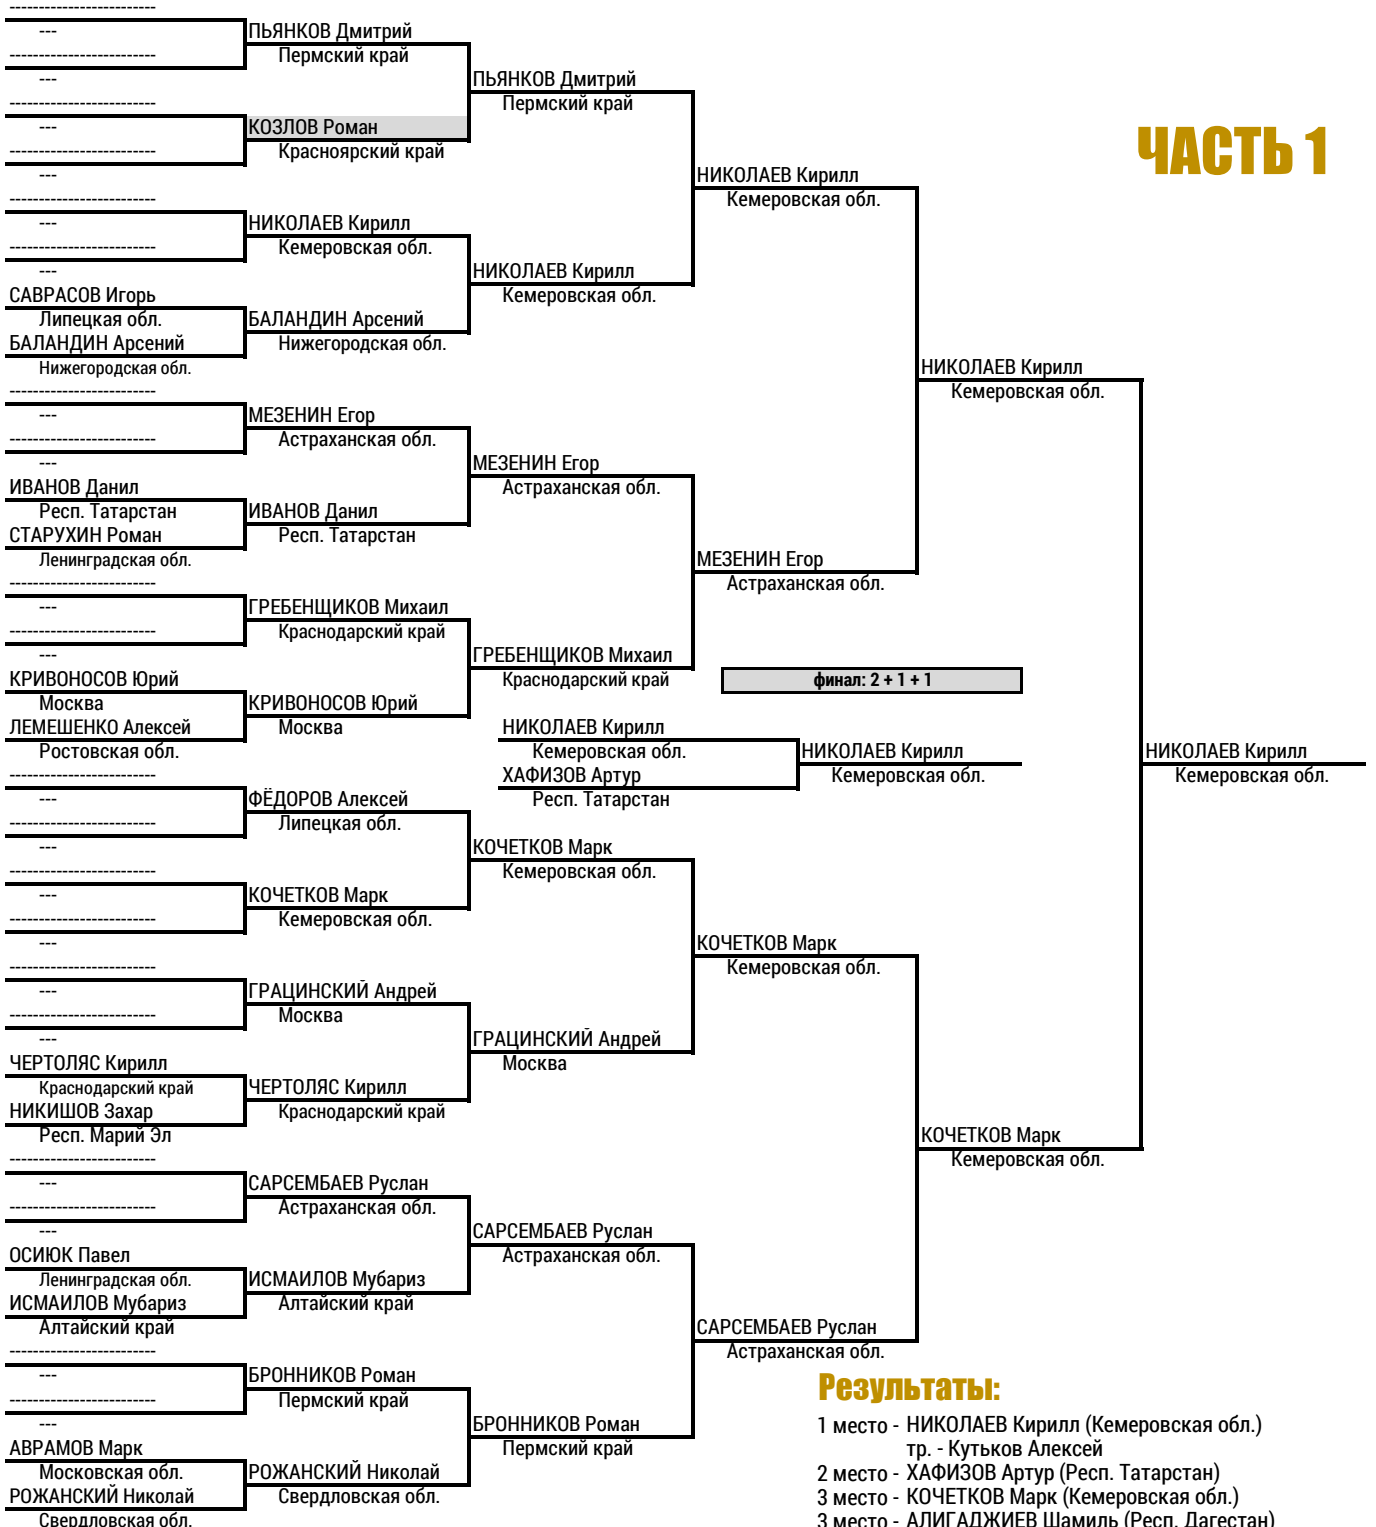 -------------------------
---
ПЬЯНКОВ Дмитрий
-------------------------
Пермский край
---
ПЬЯНКОВ Дмитрий
-------------------------
Пермский край
---
КОЗЛОВ Роман
-------------------------
Красноярский край
ЧАСТЬ 1
---
НИКОЛАЕВ Кирилл
-------------------------
Кемеровская обл.
---
НИКОЛАЕВ Кирилл
-------------------------
Кемеровская обл.
---
НИКОЛАЕВ Кирилл
САВРАСОВ Игорь
Кемеровская обл.
Липецкая обл.
БАЛАНДИН Арсений
БАЛАНДИН Арсений
Нижегородская обл.
Нижегородская обл.
НИКОЛАЕВ Кирилл
-------------------------
Кемеровская обл.
---
МЕЗЕНИН Егор
-------------------------
Астраханская обл.
---
МЕЗЕНИН Егор
ИВАНОВ Данил
Астраханская обл.
Респ. Татарстан
ИВАНОВ Данил
СТАРУХИН Роман
Респ. Татарстан
Ленинградская обл.
МЕЗЕНИН Егор
-------------------------
Астраханская обл.
---
ГРЕБЕНЩИКОВ Михаил
-------------------------
Краснодарский край
---
ГРЕБЕНЩИКОВ Михаил
КРИВОНОСОВ Юрий
Краснодарский край
финал: 2 + 1 + 1
Москва
КРИВОНОСОВ Юрий
ЛЕМЕШЕНКО Алексей
Москва
НИКОЛАЕВ Кирилл
Ростовская обл.
Кемеровская обл.
НИКОЛАЕВ Кирилл
НИКОЛАЕВ Кирилл
-------------------------
ХАФИЗОВ Артур
Кемеровская обл.
Кемеровская обл.
---
ФЁДОРОВ Алексей
Респ. Татарстан
-------------------------
Липецкая обл.
---
КОЧЕТКОВ Марк
-------------------------
Кемеровская обл.
---
КОЧЕТКОВ Марк
-------------------------
Кемеровская обл.
---
КОЧЕТКОВ Марк
-------------------------
Кемеровская обл.
---
ГРАЦИНСКИЙ Андрей
-------------------------
Москва
---
ГРАЦИНСКИЙ Андрей
ЧЕРТОЛЯС Кирилл
Москва
Краснодарский край
ЧЕРТОЛЯС Кирилл
НИКИШОВ Захар
Краснодарский край
Респ. Марий Эл
КОЧЕТКОВ Марк
-------------------------
Кемеровская обл.
---
САРСЕМБАЕВ Руслан
-------------------------
Астраханская обл.
---
САРСЕМБАЕВ Руслан
ОСИЮК Павел
Астраханская обл.
Ленинградская обл.
ИСМАИЛОВ Мубариз
ИСМАИЛОВ Мубариз
Алтайский край
Алтайский край
САРСЕМБАЕВ Руслан
-------------------------
Астраханская обл.
---
БРОННИКОВ Роман
-------------------------
Пермский край
---
БРОННИКОВ Роман
АВРАМОВ Марк
Пермский край
Московская обл.
РОЖАНСКИЙ Николай
РОЖАНСКИЙ Николай
Свердловская обл.
Свердловская обл.
Результаты:
1 место - НИКОЛАЕВ Кирилл (Кемеровская обл.)
тр. - Кутьков Алексей
2 место - ХАФИЗОВ Артур (Респ. Татарстан)
3 место - КОЧЕТКОВ Марк (Кемеровская обл.)
3 место - АЛИГАДЖИЕВ Шамиль (Респ. Дагестан)